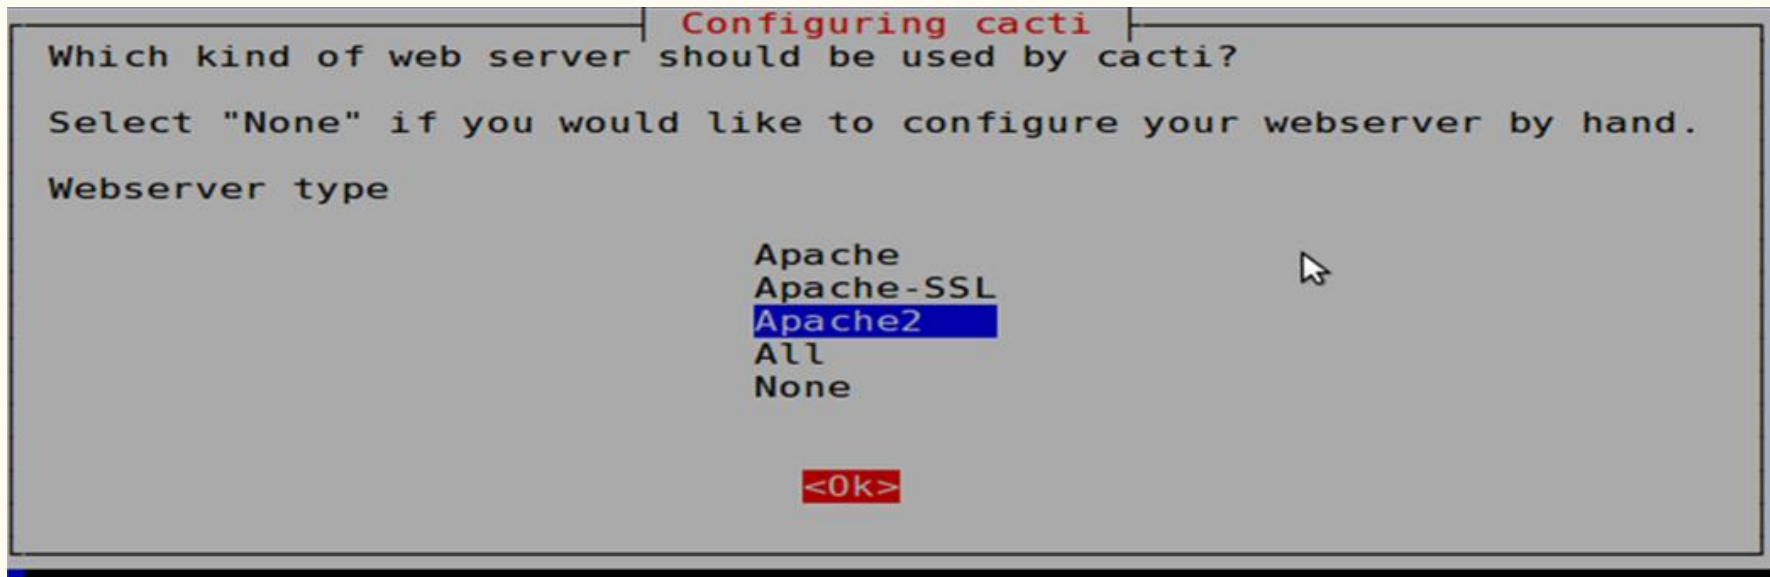 Configuring cacti
Which kind of web server should be used by cacti?
Select "None" if you would like to configure your webserver by hand.
Webserver type
Apache
Apache-SSL
Apache2
All
None
<Ok>